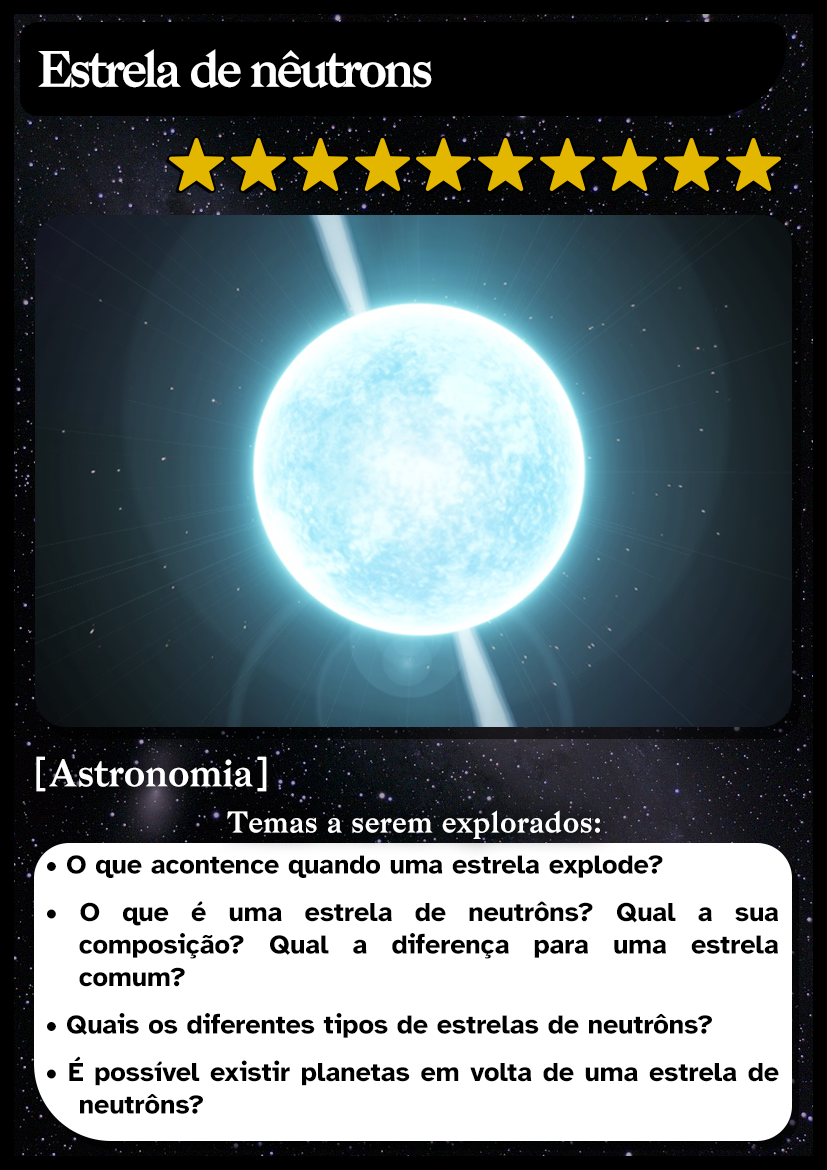 Estrela de nêutrons
[Astronomia]
Temas a serem explorados:
• O que acontence quando uma estrela explode?
• O que é uma estrela de neutrôns? Qual a sua
composição? Qual a diferença para uma estrela
comum?
• Quais os diferentes tipos de estrelas de neutrôns?
• É possível existir planetas em volta de uma estrela de
neutrôns?